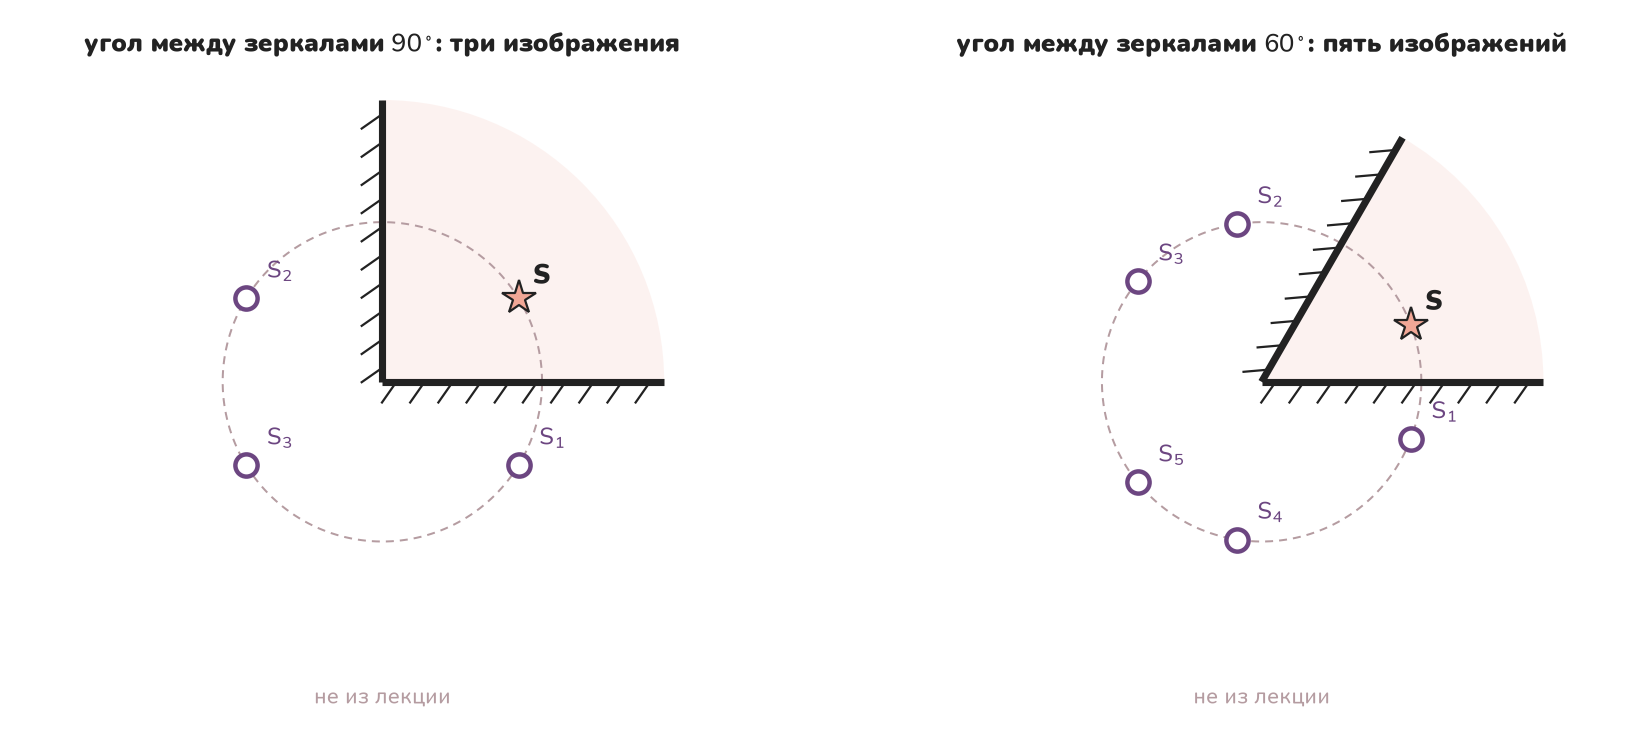 угол между зеркалами 90°: три изображения
S
S₂
S₃
S₁
не из лекции
угол между зеркалами 60°: пять изображений
S₂
S₃
S
S₁
S₅
S₄
не из лекции